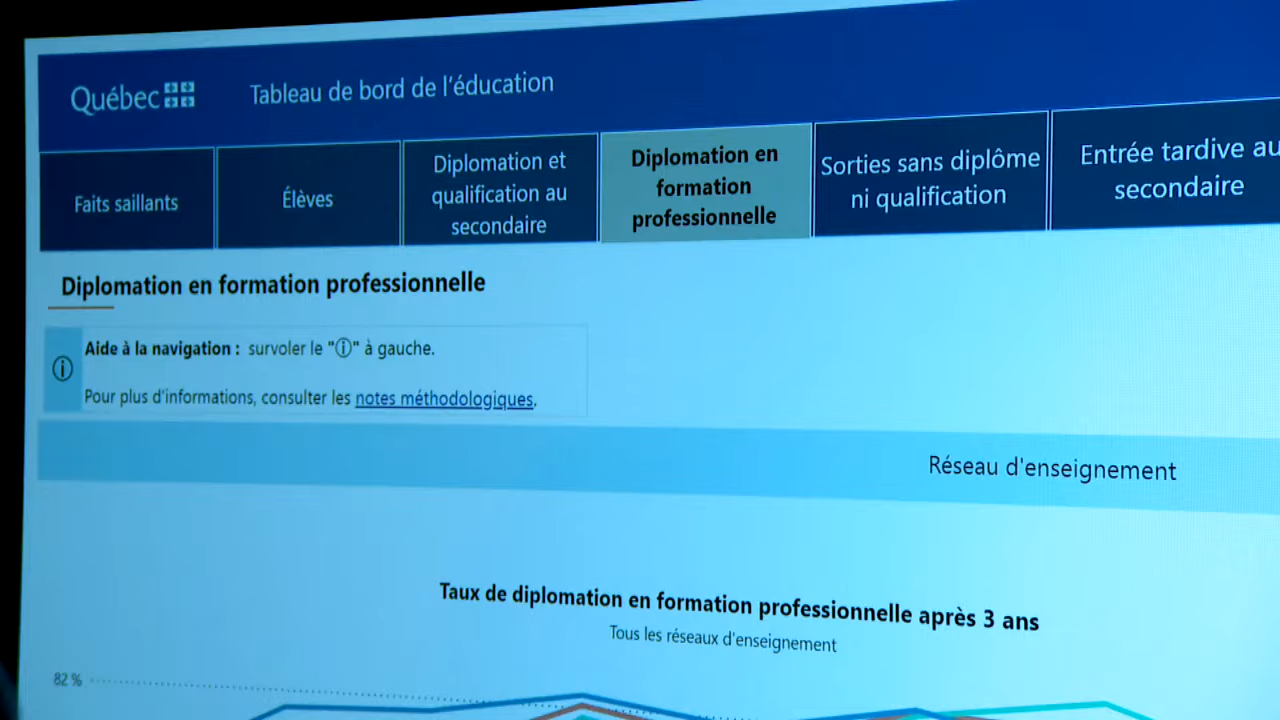 Québec
Tableau de bord de l'éducation
Faits saillants
Élèves
Diplomation et
qualification au
secondaire
Diplomation en
formation
professionnelle
Sorties sans diplôme
ni qualification
Entrée tardive au
secondaire
Diplomation en formation professionnelle
Aide à la navigation : survoler le "ⓘ" à gauche.
Pour plus d'informations, consulter les notes méthodologiques.
Réseau d'enseignement
Taux de diplomation en formation professionnelle après 3 ans
Tous les réseaux d'enseignement
82 %